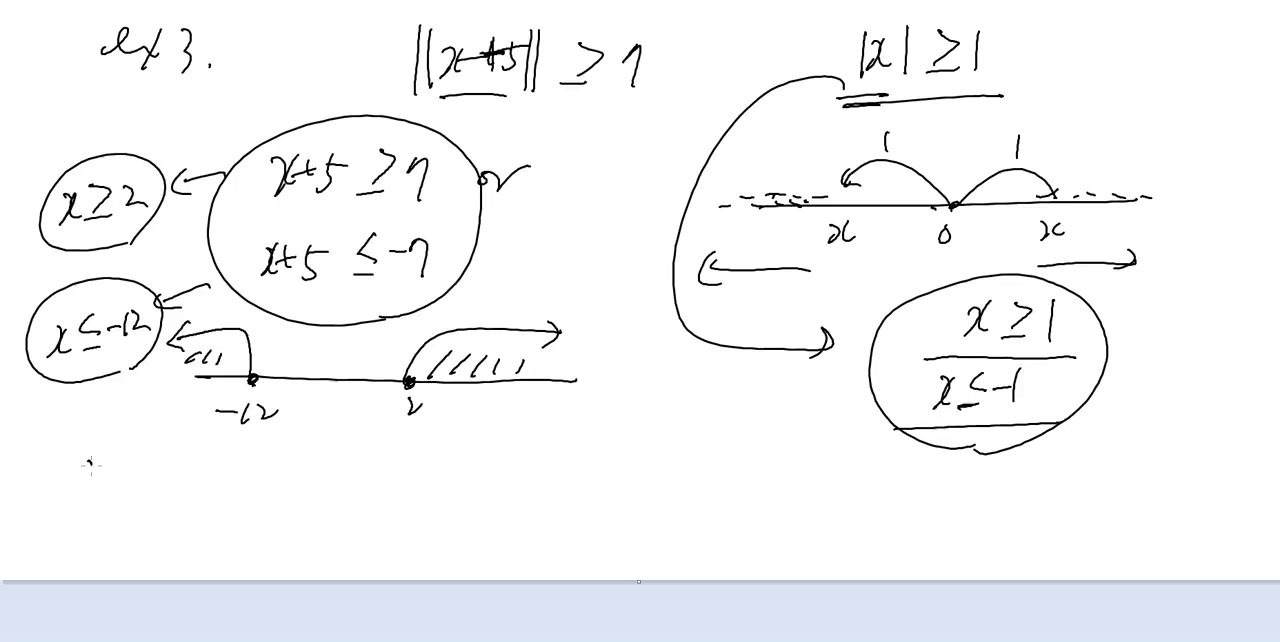 ex 3.
||x+5|| ≥ 7
x+5 ≥ 7 or
x+5 ≤ -7
x ≥ 2
x ≤ -12
-12 2
|x| ≥ 1
1 1
x 0 x
x ≥ 1
x ≤ -1